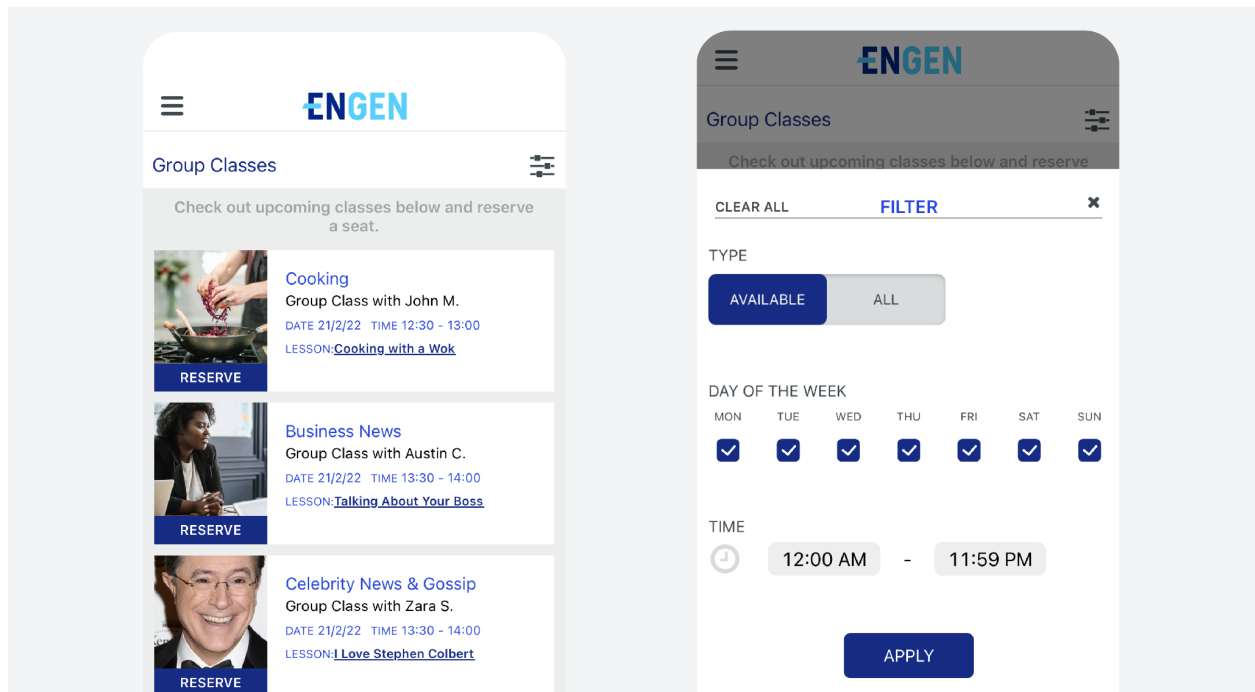 ENGEN
Group Classes
Check out upcoming classes below and reserve
a seat.
Cooking
Group Class with John M.
DATE 21/2/22 TIME 12:30 - 13:00
LESSON:Cooking with a Wok
RESERVE
Business News
Group Class with Austin C.
DATE 21/2/22 TIME 13:30 - 14:00
LESSON:Talking About Your Boss
RESERVE
Celebrity News & Gossip
Group Class with Zara S.
DATE 21/2/22 TIME 13:30 - 14:00
LESSON:I Love Stephen Colbert
RESERVE
ENGEN
Group Classes
Check out upcoming classes below and reserve
CLEAR ALL FILTER
TYPE
AVAILABLE ALL
DAY OF THE WEEK
MON TUE WED THU FRI SAT SUN
TIME
12:00 AM - 11:59 PM
APPLY